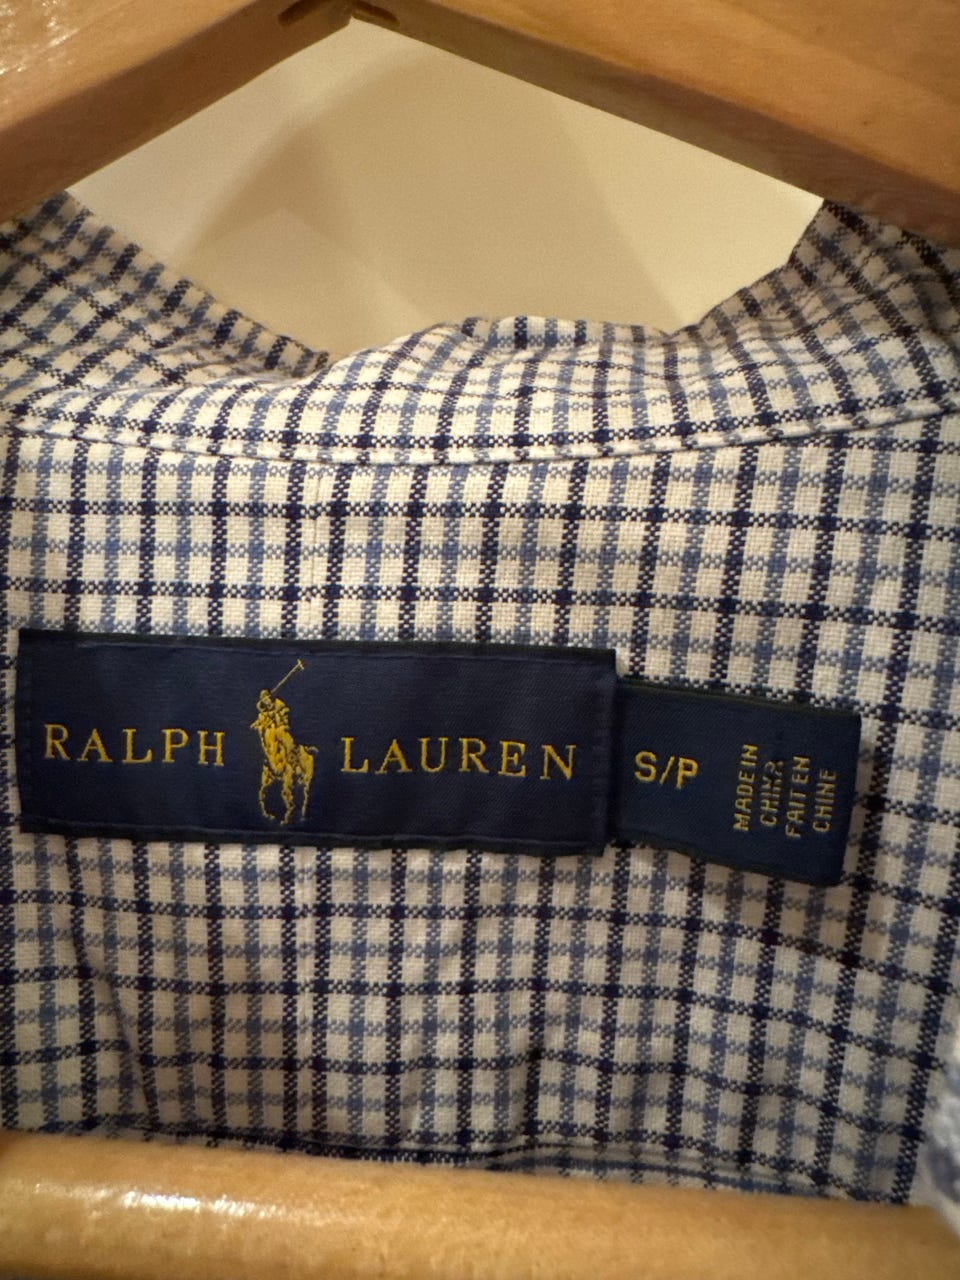 RALPH LAUREN
S/P
MADE IN
CHINA
FAIT EN
CHINE